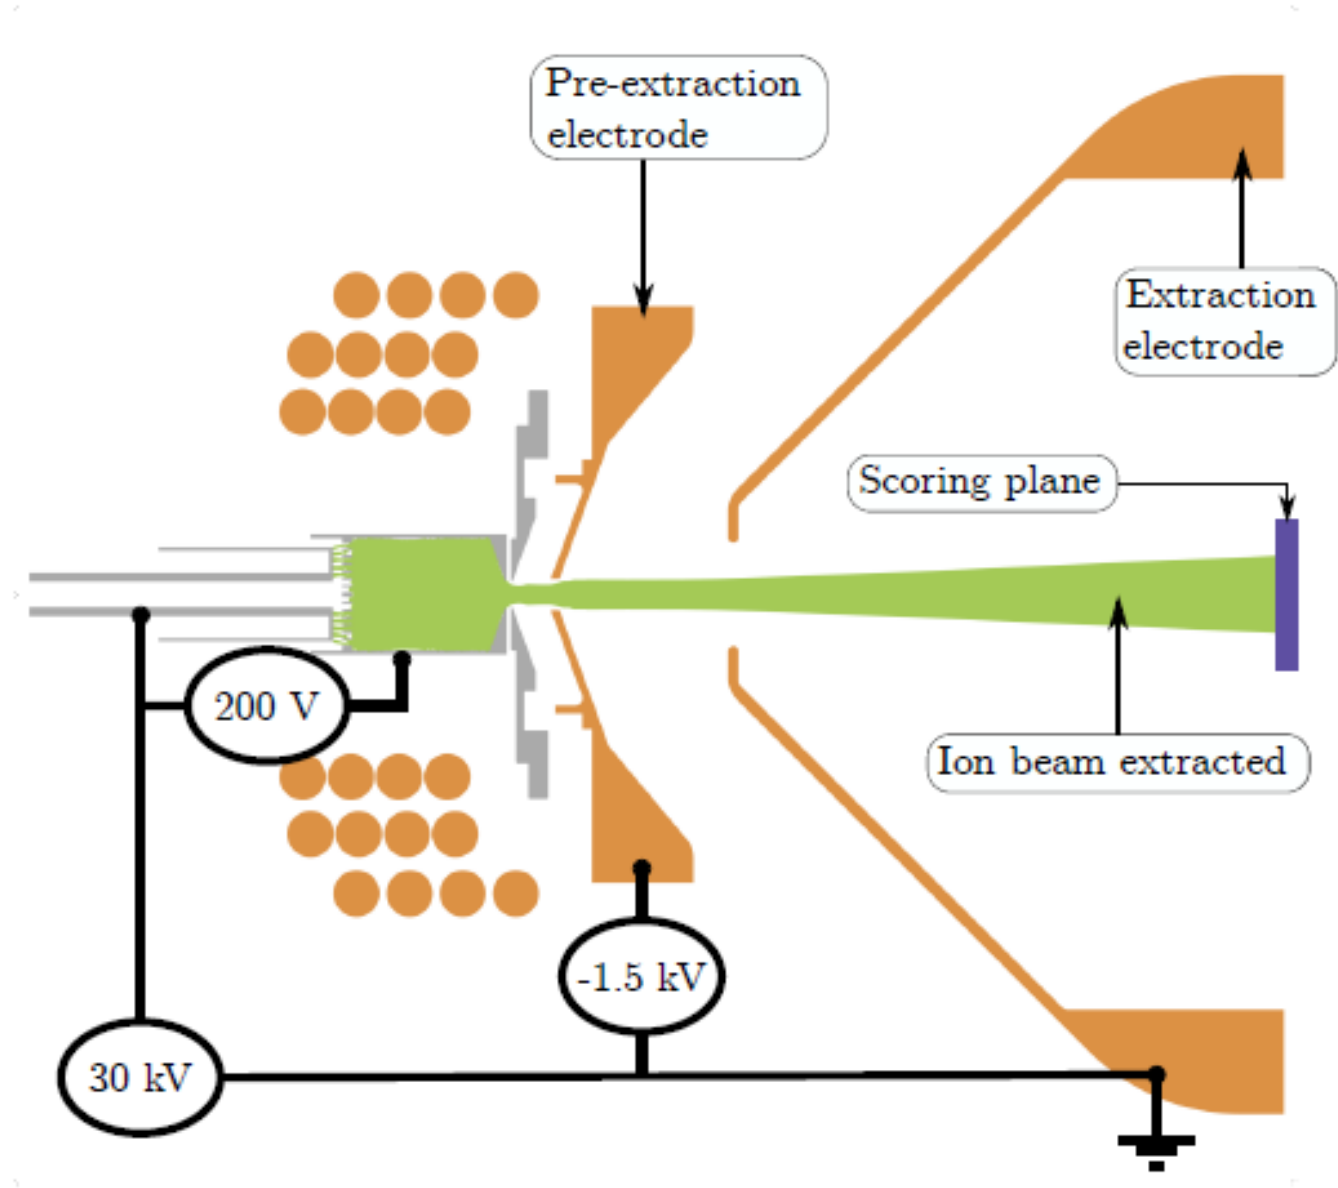 Pre-extraction
electrode
Extraction
electrode
Scoring plane
200 V
Ion beam extracted
-1.5 kV
30 kV